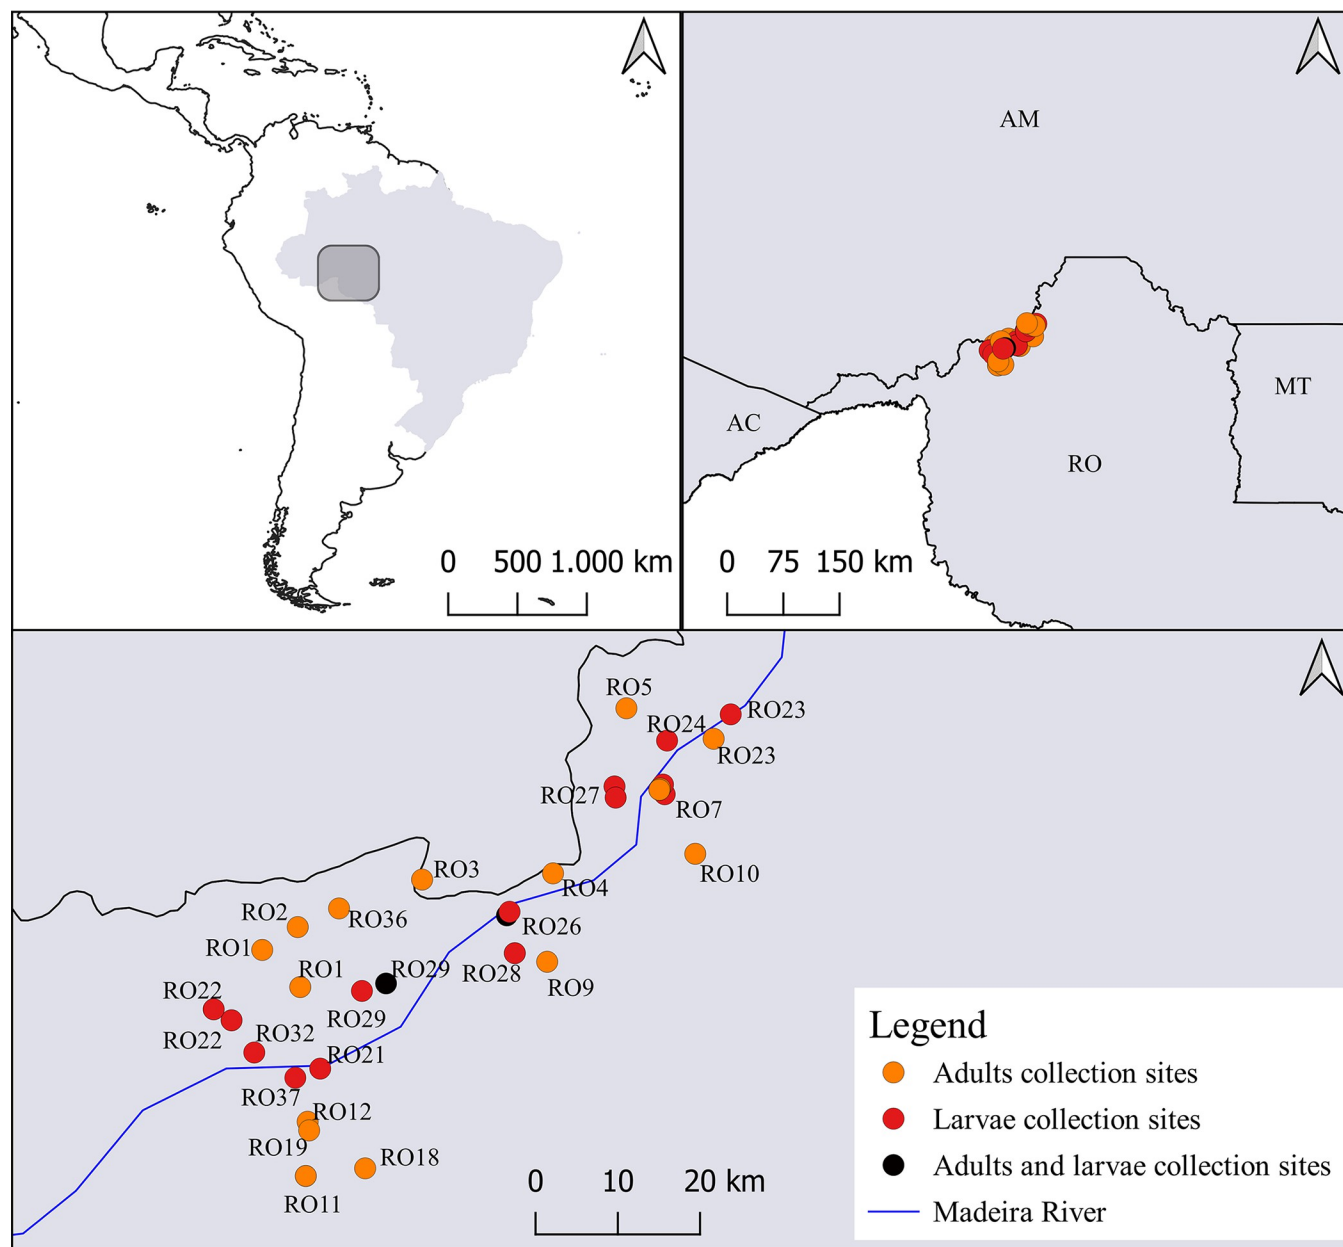 0 500 1.000 km
AM
AC
RO
MT
0 75 150 km
RO5
RO24
RO23
RO23
RO27
RO7
RO10
RO3
RO4
RO2
RO36
RO26
RO1
RO1
RO28
RO9
RO29
RO29
RO22
RO22
RO32
RO21
RO37
RO12
RO19
RO18
RO11
0 10 20 km
Legend
Adults collection sites
Larvae collection sites
Adults and larvae collection sites
Madeira River